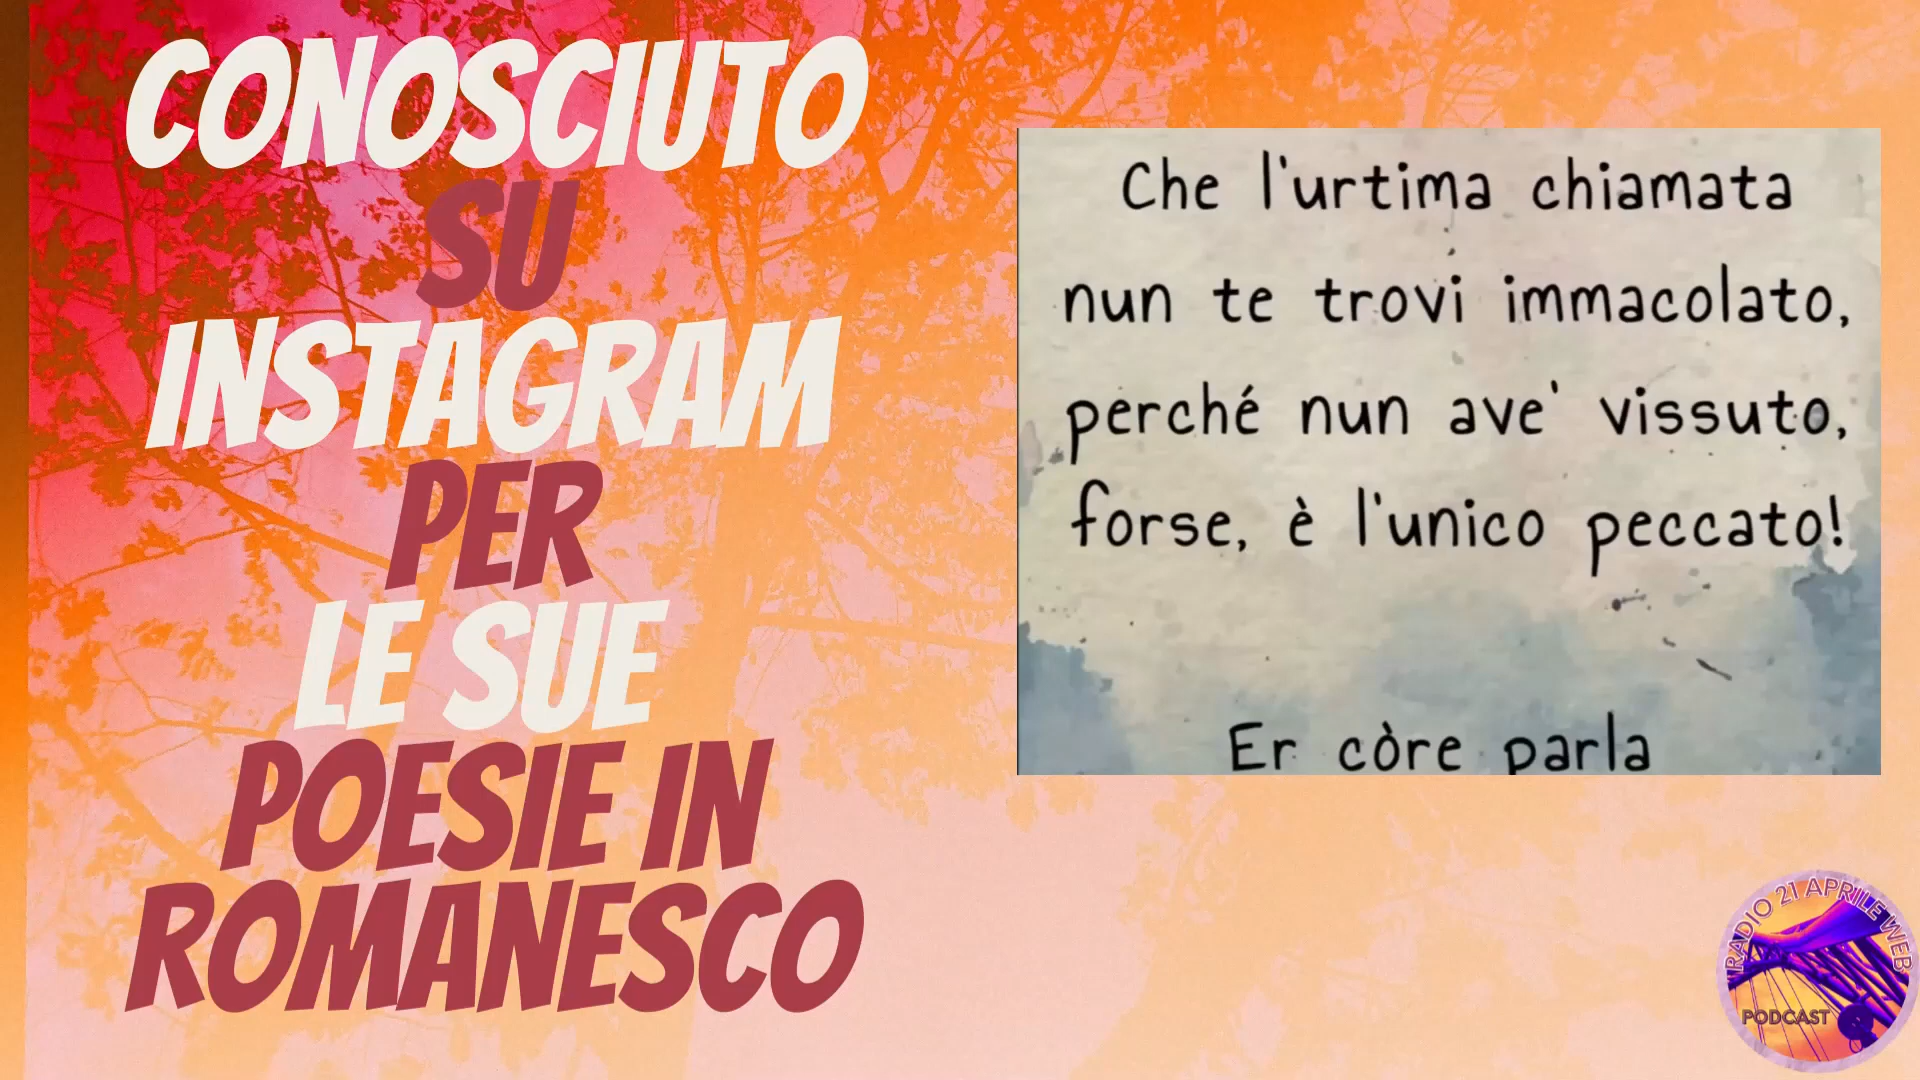 CONOSCIUTO
SU
INSTAGRAM
PER
LE SUE
POESIE IN
ROMANESCO
Che l'urtima chiamata
nun te trovi immacolato,
perché nun ave' vissuto,
forse, è l'unico peccato!
Er còre parla
RADIO 21 APRILE WEB
PODCAST